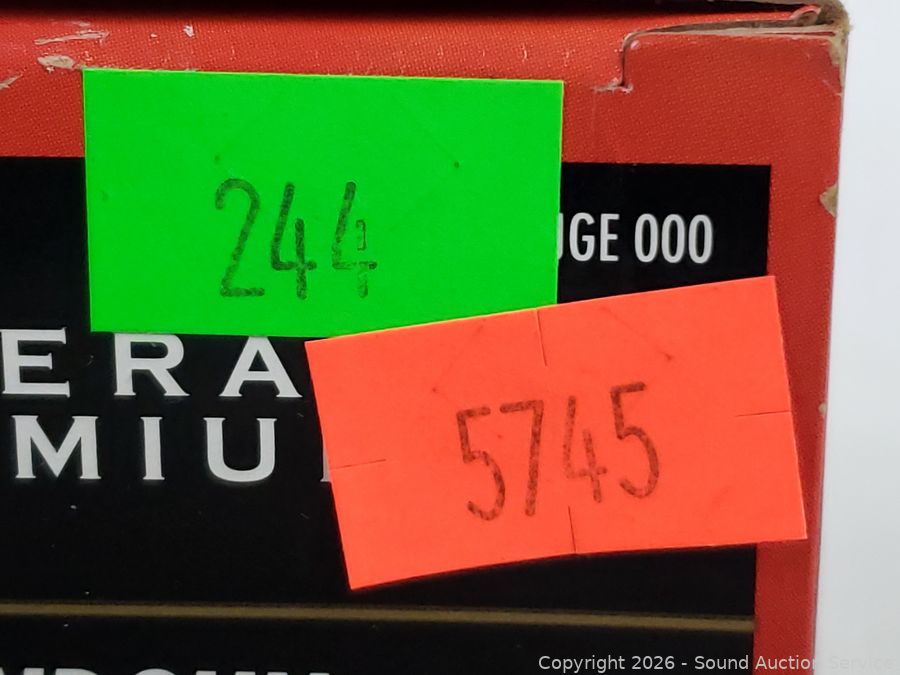 244
UGE 000
ERA
5745
MIU
Copyright 2026 - Sound Auction Service